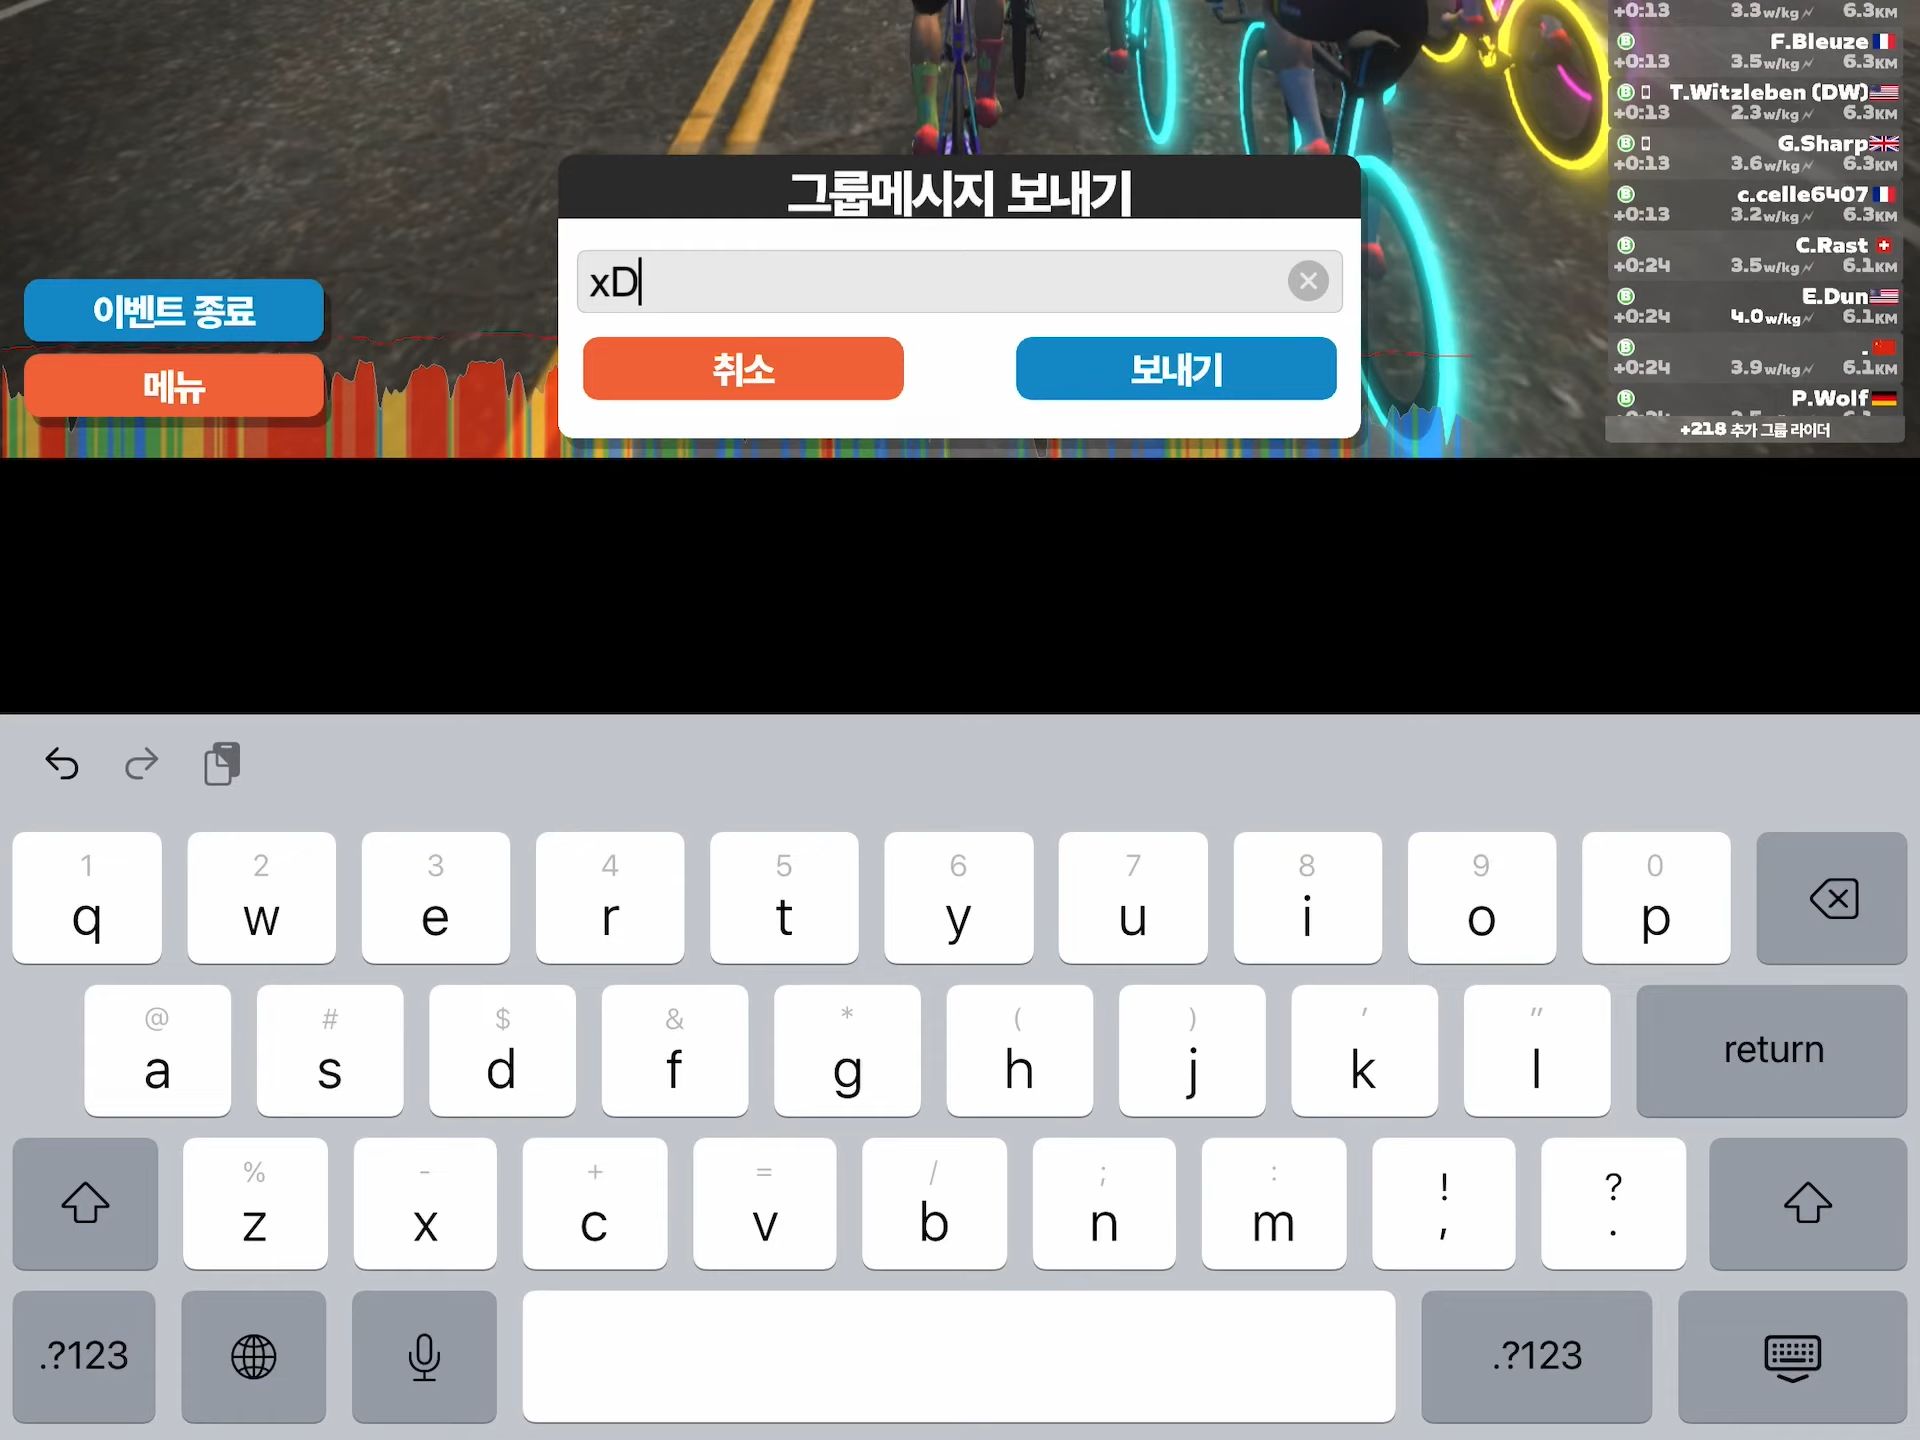 +0:13 3.3w/kg 6.3KM
B F.Bleuze
+0:13 3.5w/kg 6.3KM
B T.Witzleben (DW)
+0:13 2.3w/kg 6.3KM
B G.Sharp
+0:13 3.6w/kg 6.3KM
B c.celle6407
+0:13 3.2w/kg 6.3KM
B C.Rast
+0:24 3.5w/kg 6.1KM
B E.Dun
+0:24 4.0w/kg 6.1KM
B .
+0:24 3.9w/kg 6.1KM
B P.Wolf
+218 추가 그룹 라이더
그룹메시지 보내기
xD
취소 보내기
이벤트 종료
메뉴
1 2 3 4 5 6 7 8 9 0
q w e r t y u i o p
@ # $ & * ( ) ' "
a s d f g h j k l return
% - + = / ; : ! ?
z x c v b n m , .
.?123 .?123